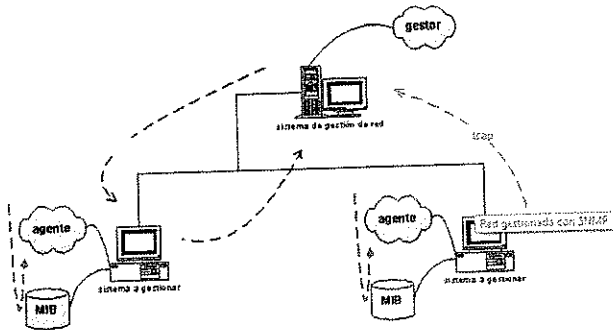 gestor
sistema de gestión de red
trap
agente
MIB
sistema a gestionar
agente
Red gestionada con SNMP
MIB
sistema a gestionar